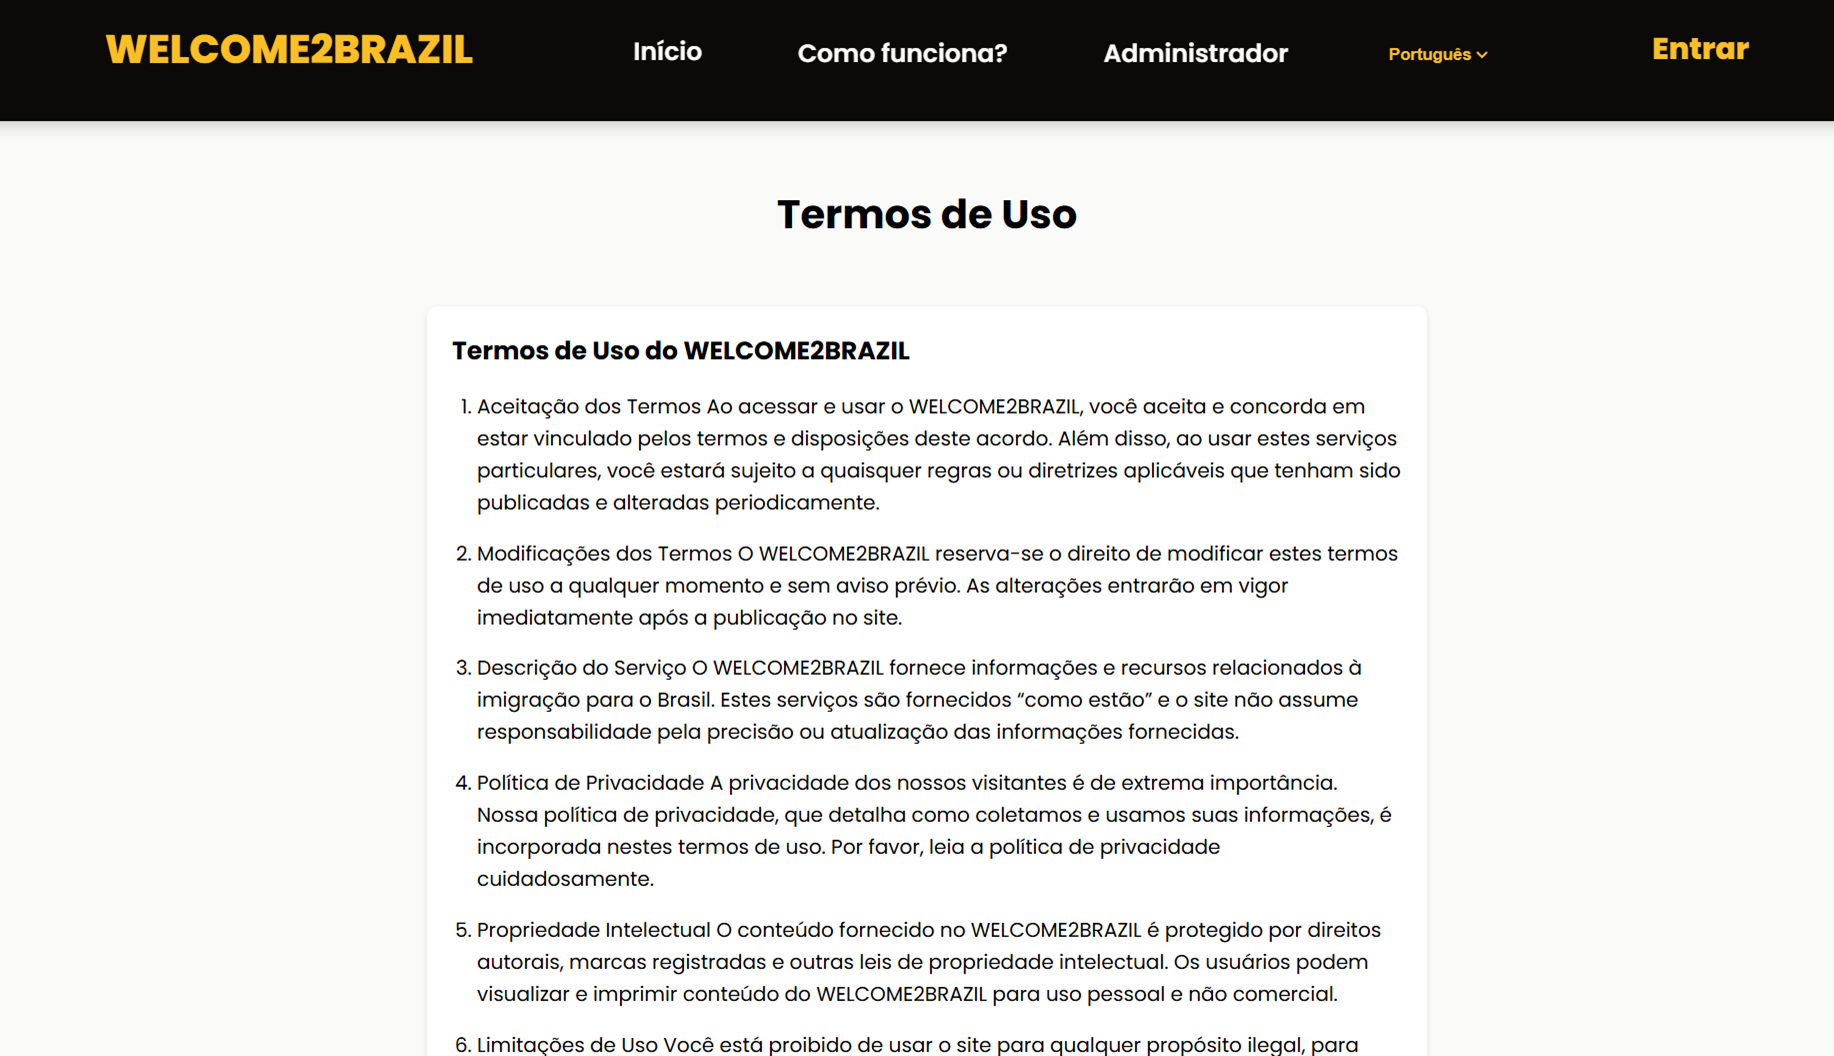 WELCOME2BRAZIL
Início
Como funciona?
Administrador
Português
Entrar
Termos de Uso
Termos de Uso do WELCOME2BRAZIL
1. Aceitação dos Termos Ao acessar e usar o WELCOME2BRAZIL, você aceita e concorda em
estar vinculado pelos termos e disposições deste acordo. Além disso, ao usar estes serviços
particulares, você estará sujeito a quaisquer regras ou diretrizes aplicáveis que tenham sido
publicadas e alteradas periodicamente.
2. Modificações dos Termos O WELCOME2BRAZIL reserva-se o direito de modificar estes termos
de uso a qualquer momento e sem aviso prévio. As alterações entrarão em vigor
imediatamente após a publicação no site.
3. Descrição do Serviço O WELCOME2BRAZIL fornece informações e recursos relacionados à
imigração para o Brasil. Estes serviços são fornecidos “como estão” e o site não assume
responsabilidade pela precisão ou atualização das informações fornecidas.
4. Política de Privacidade A privacidade dos nossos visitantes é de extrema importância.
Nossa política de privacidade, que detalha como coletamos e usamos suas informações, é
incorporada nestes termos de uso. Por favor, leia a política de privacidade
cuidadosamente.
5. Propriedade Intelectual O conteúdo fornecido no WELCOME2BRAZIL é protegido por direitos
autorais, marcas registradas e outras leis de propriedade intelectual. Os usuários podem
visualizar e imprimir conteúdo do WELCOME2BRAZIL para uso pessoal e não comercial.
6. Limitações de Uso Você está proibido de usar o site para qualquer propósito ilegal, para